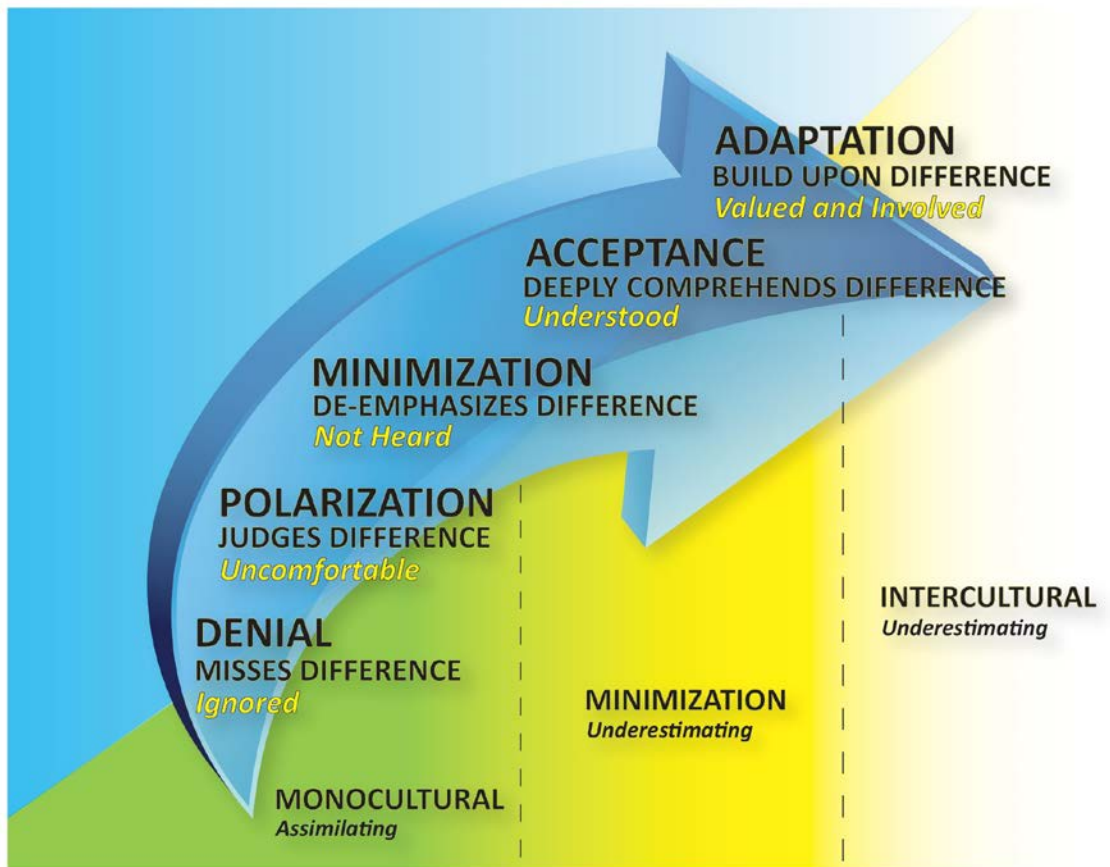 ADAPTATION
BUILD UPON DIFFERENCE
Valued and Involved
ACCEPTANCE
DEEPLY COMPREHENDS DIFFERENCE
Understood
MINIMIZATION
DE-EMPHASIZES DIFFERENCE
Not Heard
POLARIZATION
JUDGES DIFFERENCE
Uncomfortable
DENIAL
MISSES DIFFERENCE
Ignored
MONOCULTURAL
Assimilating
MINIMIZATION
Underestimating
INTERCULTURAL
Underestimating